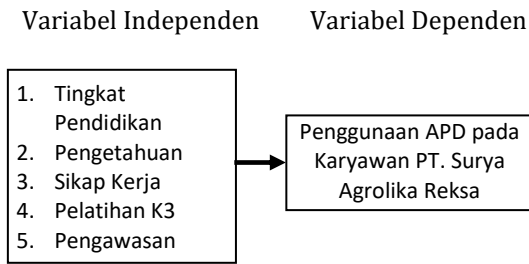 Variabel Independen Variabel Dependen
1. Tingkat
Pendidikan
2. Pengetahuan
3. Sikap Kerja
4. Pelatihan K3
5. Pengawasan
Penggunaan APD pada
Karyawan PT. Surya
Agrolika Reksa